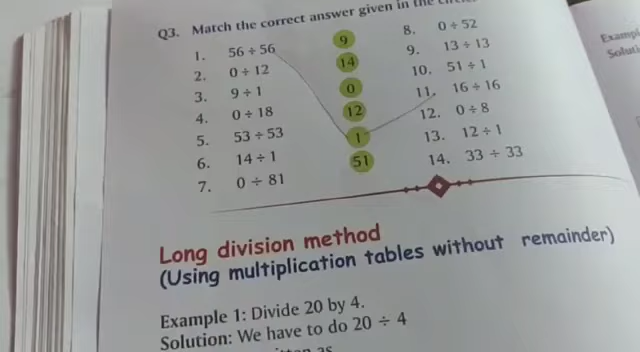 Q3. Match the correct answer given in the
1. 56 ÷ 56
2. 0 ÷ 12
3. 9 ÷ 1
4. 0 ÷ 18
5. 53 ÷ 53
6. 14 ÷ 1
7. 0 ÷ 81
9
14
0
12
1
51
8. 0 ÷ 52
9. 13 ÷ 13
10. 51 ÷ 1
11. 16 ÷ 16
12. 0 ÷ 8
13. 12 ÷ 1
14. 33 ÷ 33
Long division method
(Using multiplication tables without remainder)
Example 1: Divide 20 by 4.
Solution: We have to do 20 ÷ 4
as